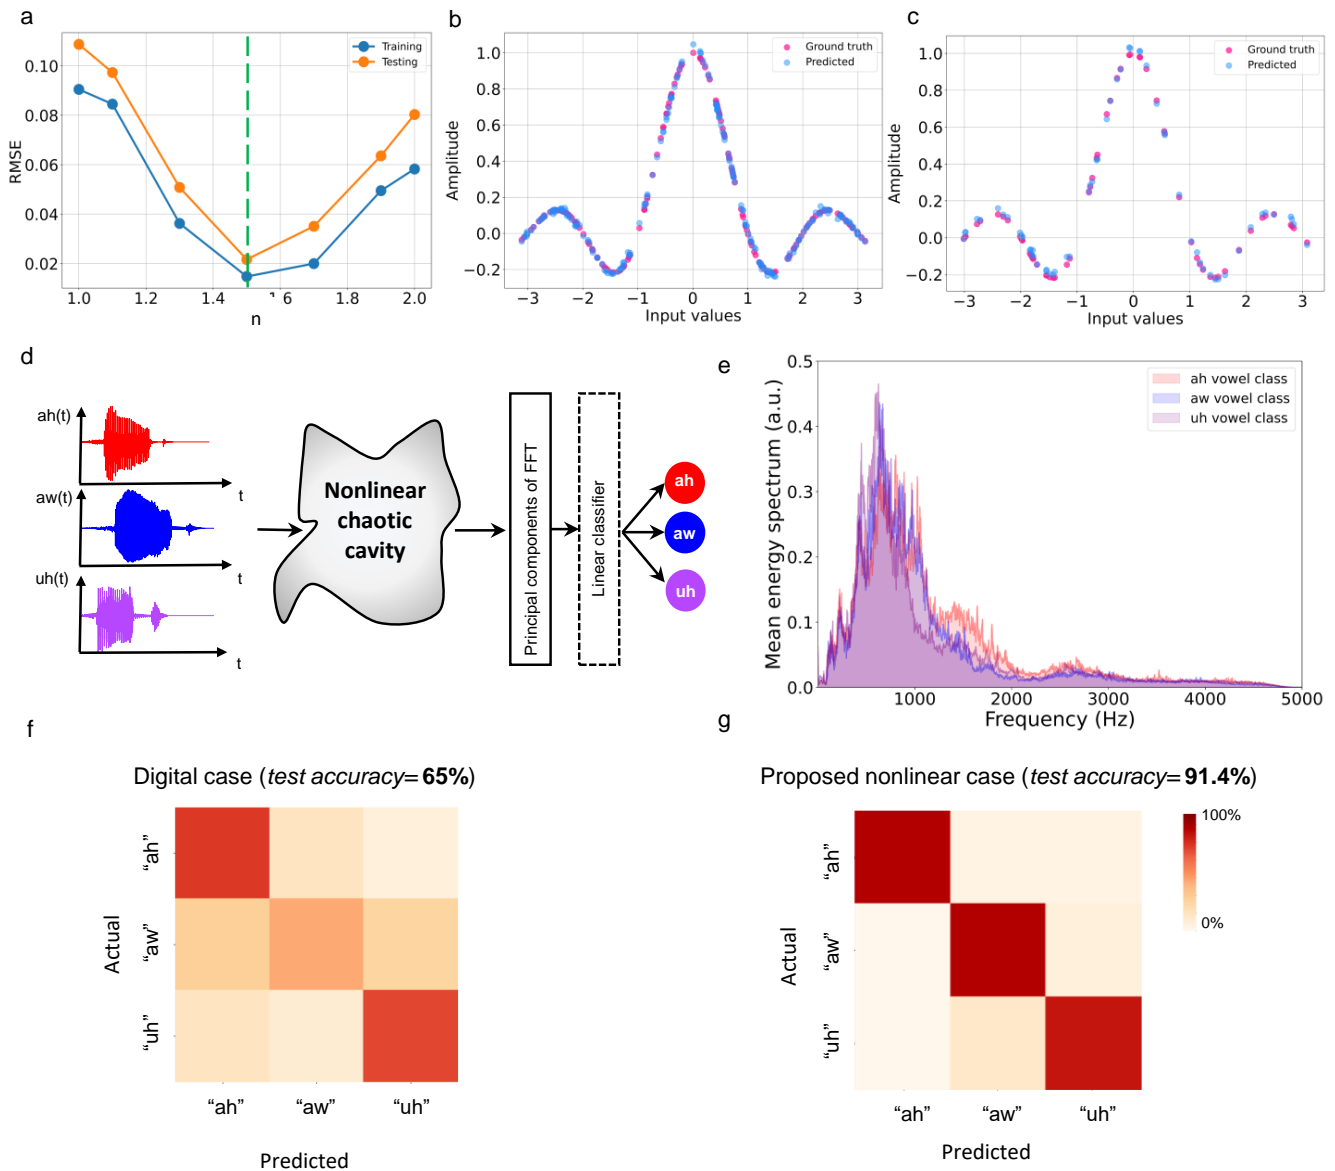 a
RMSE
0.10
0.08
0.06
0.04
0.02
1.0
1.2
1.4
1.6
1.8
2.0
n
Training
Testing
b
Amplitude
1.0
0.8
0.6
0.4
0.2
0.0
−0.2
−3
−2
−1
0
1
2
3
Input values
Ground truth
Predicted
c
Amplitude
1.0
0.8
0.6
0.4
0.2
0.0
−0.2
−3
−2
−1
0
1
2
3
Input values
Ground truth
Predicted
d
ah(t)
t
aw(t)
t
uh(t)
t
Nonlinear
chaotic
cavity
Principal components of FFT
Linear classifier
ah
aw
uh
e
Mean energy spectrum (a.u.)
0.5
0.4
0.3
0.2
0.1
0.0
1000
2000
3000
4000
5000
Frequency (Hz)
ah vowel class
aw vowel class
uh vowel class
f
Digital case (test accuracy= 65%)
Actual
“ah”
“aw”
“uh”
“ah”
“aw”
“uh”
Predicted
g
Proposed nonlinear case (test accuracy= 91.4%)
Actual
“ah”
“aw”
“uh”
“ah”
“aw”
“uh”
Predicted
100%
0%